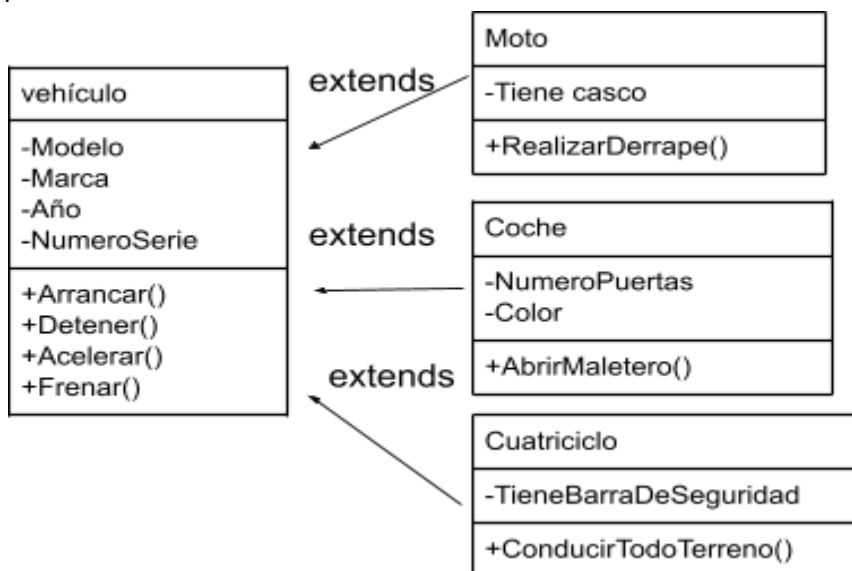 vehículo
-Modelo
-Marca
-Año
-NumeroSerie
+Arrancar()
+Detener()
+Acelerar()
+Frenar()
extends
extends
extends
Moto
-Tiene casco
+RealizarDerrape()
Coche
-NumeroPuertas
-Color
+AbrirMaletero()
Cuatriciclo
-TieneBarraDeSeguridad
+ConducirTodoTerreno()